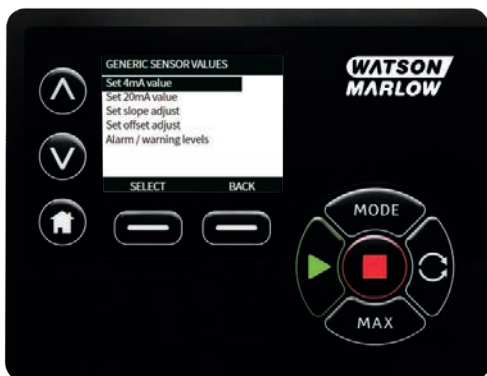 GENERIC SENSOR VALUES
Set 4mA value
Set 20mA value
Set slope adjust
Set offset adjust
Alarm / warning levels
SELECT BACK
WATSON
MARLOW
MODE
MAX